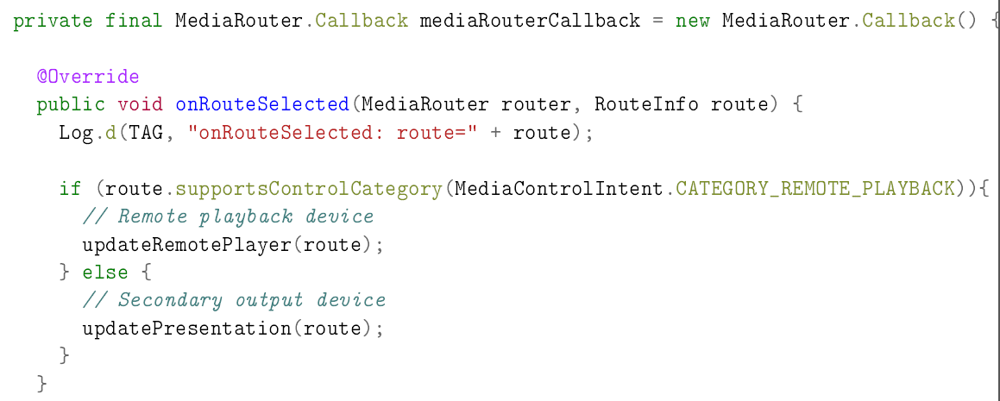 private final MediaRouter.Callback mediaRouterCallback = new MediaRouter.Callback() {
@Override
public void onRouteSelected(MediaRouter router, RouteInfo route) {
Log.d(TAG, "onRouteSelected: route=" + route);
if (route.supportsControlCategory(MediaControlIntent.CATEGORY_REMOTE_PLAYBACK)){
// Remote playback device
updateRemotePlayer(route);
} else {
// Secondary output device
updatePresentation(route);
}
}